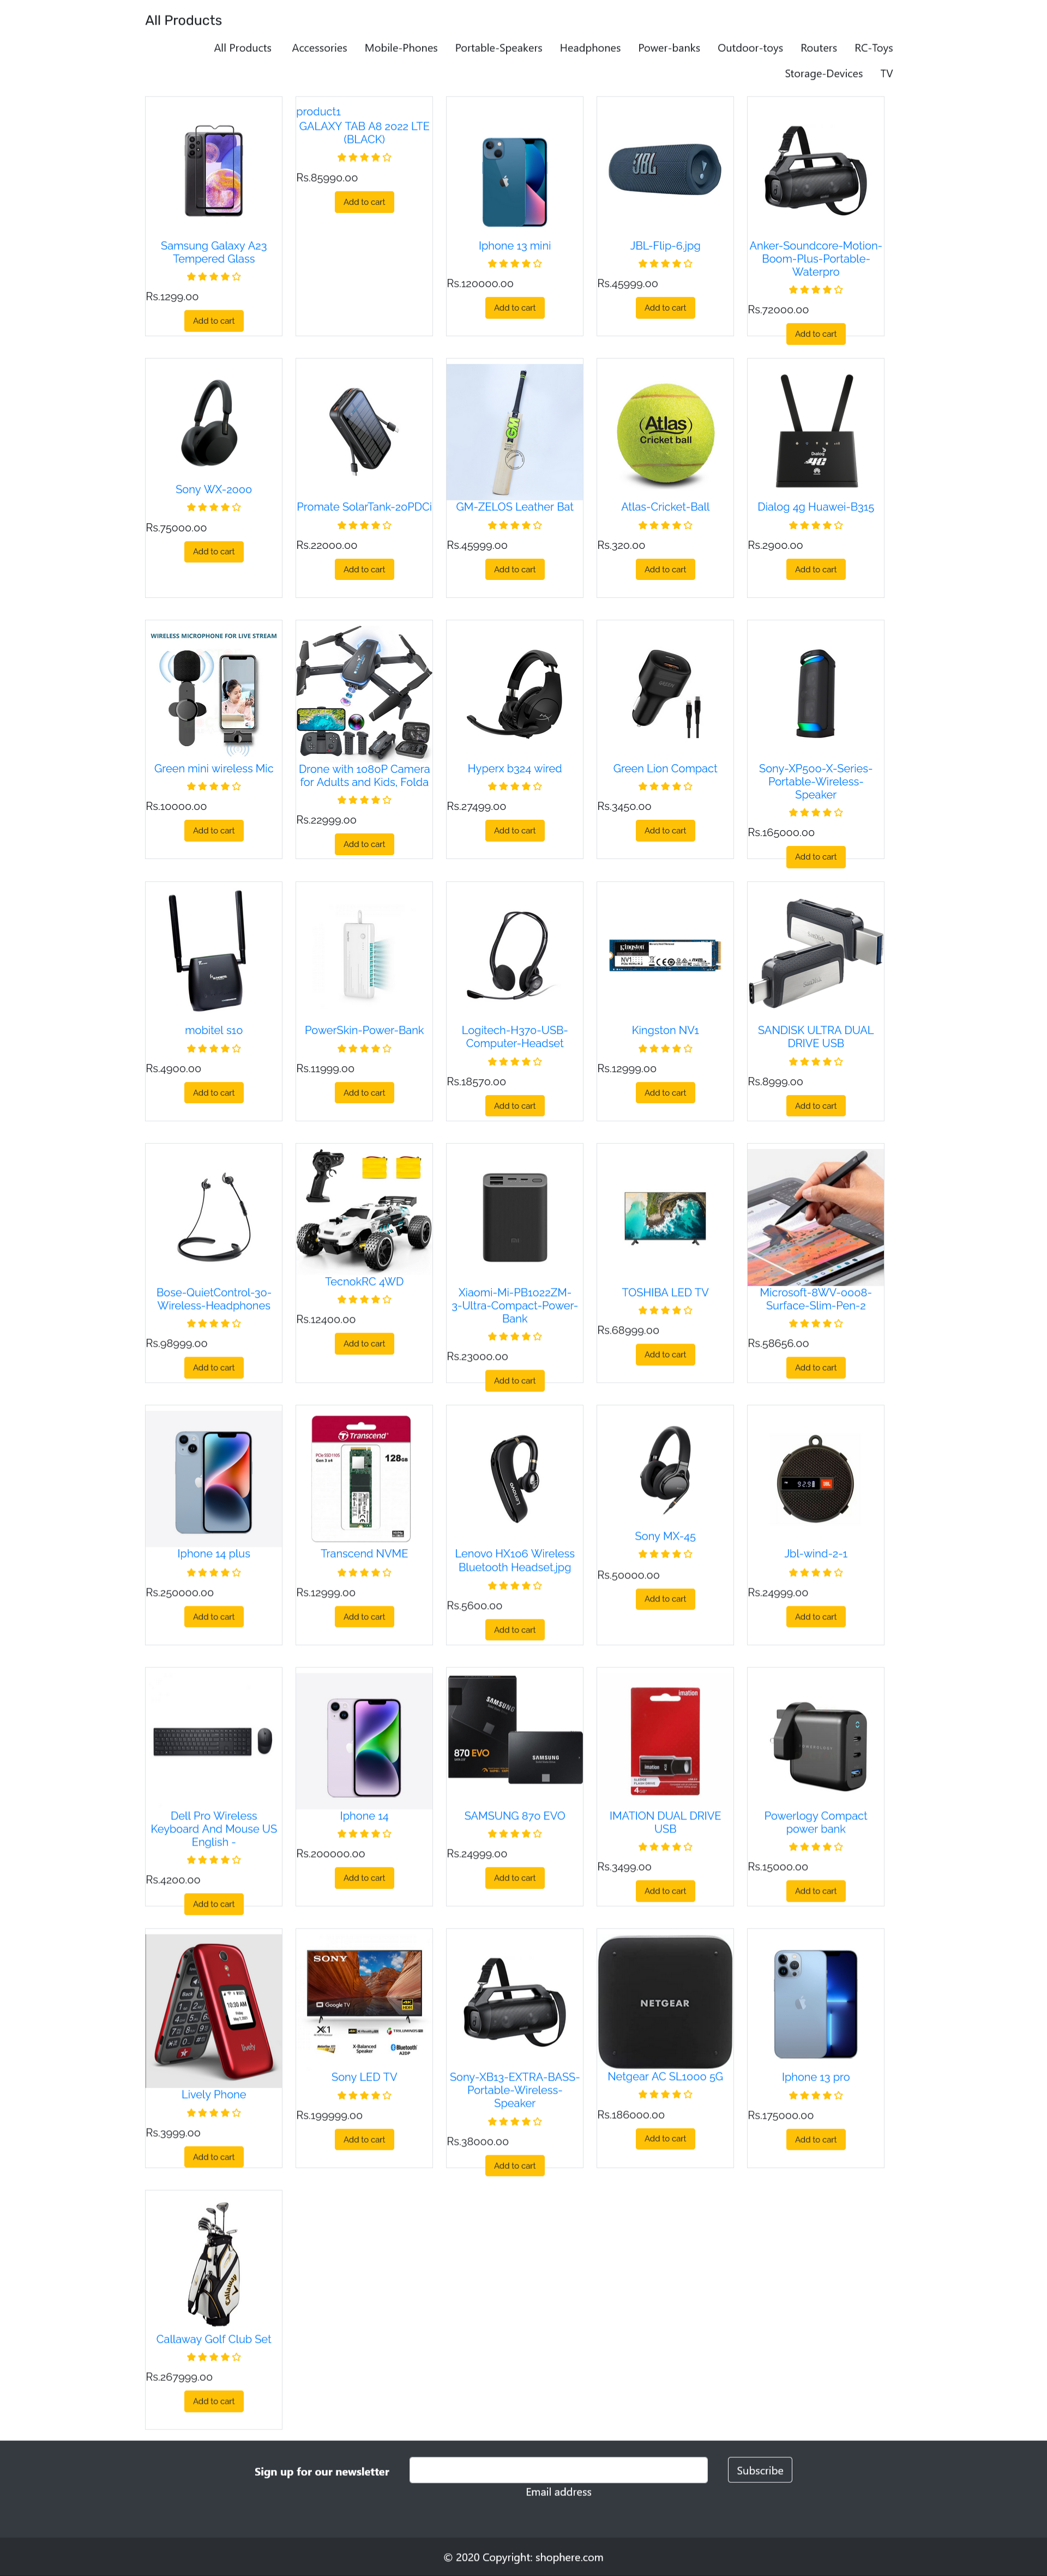 All Products
All Products Accessories Mobile-Phones Portable-Speakers Headphones Power-banks Outdoor-toys Routers RC-Toys
Storage-Devices TV
Samsung Galaxy A23
Tempered Glass
Rs.1299.00
Add to cart
product1
GALAXY TAB A8 2022 LTE
(BLACK)
Rs.85990.00
Add to cart
Iphone 13 mini
Rs.120000.00
Add to cart
JBL
JBL-Flip-6.jpg
Rs.45999.00
Add to cart
Anker-Soundcore-Motion-
Boom-Plus-Portable-
Waterpro
Rs.72000.00
Add to cart
Sony WX-2000
Rs.75000.00
Add to cart
Promate SolarTank-20PDCi
Rs.22000.00
Add to cart
GM
GM-ZELOS Leather Bat
Rs.45999.00
Add to cart
Atlas
Cricket ball
Atlas-Cricket-Ball
Rs.320.00
Add to cart
Dialog
4G
Dialog 4g Huawei-B315
Rs.2900.00
Add to cart
WIRELESS MICROPHONE FOR LIVE STREAM
Green mini wireless Mic
Rs.10000.00
Add to cart
Drone with 1080P Camera
for Adults and Kids, Folda
Rs.22999.00
Add to cart
Hyperx b324 wired
Rs.27499.00
Add to cart
Green Lion Compact
Rs.3450.00
Add to cart
Sony-XP500-X-Series-
Portable-Wireless-
Speaker
Rs.165000.00
Add to cart
mobitel s10
Rs.4900.00
Add to cart
PowerSkin-Power-Bank
Rs.11999.00
Add to cart
Logitech-H370-USB-
Computer-Headset
Rs.18570.00
Add to cart
Kingston
NV1
Kingston NV1
Rs.12999.00
Add to cart
SANDISK ULTRA DUAL
DRIVE USB
Rs.8999.00
Add to cart
Bose-QuietControl-30-
Wireless-Headphones
Rs.98999.00
Add to cart
TecnokRC 4WD
Rs.12400.00
Add to cart
Xiaomi-Mi-PB1022ZM-
3-Ultra-Compact-Power-
Bank
Rs.23000.00
Add to cart
TOSHIBA LED TV
Rs.68999.00
Add to cart
Microsoft-8WV-0008-
Surface-Slim-Pen-2
Rs.58656.00
Add to cart
Iphone 14 plus
Rs.250000.00
Add to cart
Transcend
128GB
Transcend NVME
Rs.12999.00
Add to cart
Lenovo
Lenovo HX106 Wireless
Bluetooth Headset.jpg
Rs.5600.00
Add to cart
Sony MX-45
Rs.50000.00
Add to cart
92.9
Jbl-wind-2-1
Rs.24999.00
Add to cart
Dell Pro Wireless
Keyboard And Mouse US
English -
Rs.4200.00
Add to cart
Iphone 14
Rs.200000.00
Add to cart
SAMSUNG
870 EVO
SAMSUNG
SAMSUNG 870 EVO
Rs.24999.00
Add to cart
imation
IMATION DUAL DRIVE
USB
Rs.3499.00
Add to cart
Powerlogy Compact
power bank
Rs.15000.00
Add to cart
10:30 AM
lively
Lively Phone
Rs.3999.00
Add to cart
SONY
Google TV
X-Balanced
Speaker
Bluetooth
A2DP
Sony LED TV
Rs.199999.00
Add to cart
Sony-XB13-EXTRA-BASS-
Portable-Wireless-
Speaker
Rs.38000.00
Add to cart
NETGEAR
Netgear AC SL1000 5G
Rs.186000.00
Add to cart
Iphone 13 pro
Rs.175000.00
Add to cart
Callaway
Callaway Golf Club Set
Rs.267999.00
Add to cart
Sign up for our newsletter
Email address
Subscribe
© 2020 Copyright: shophere.com